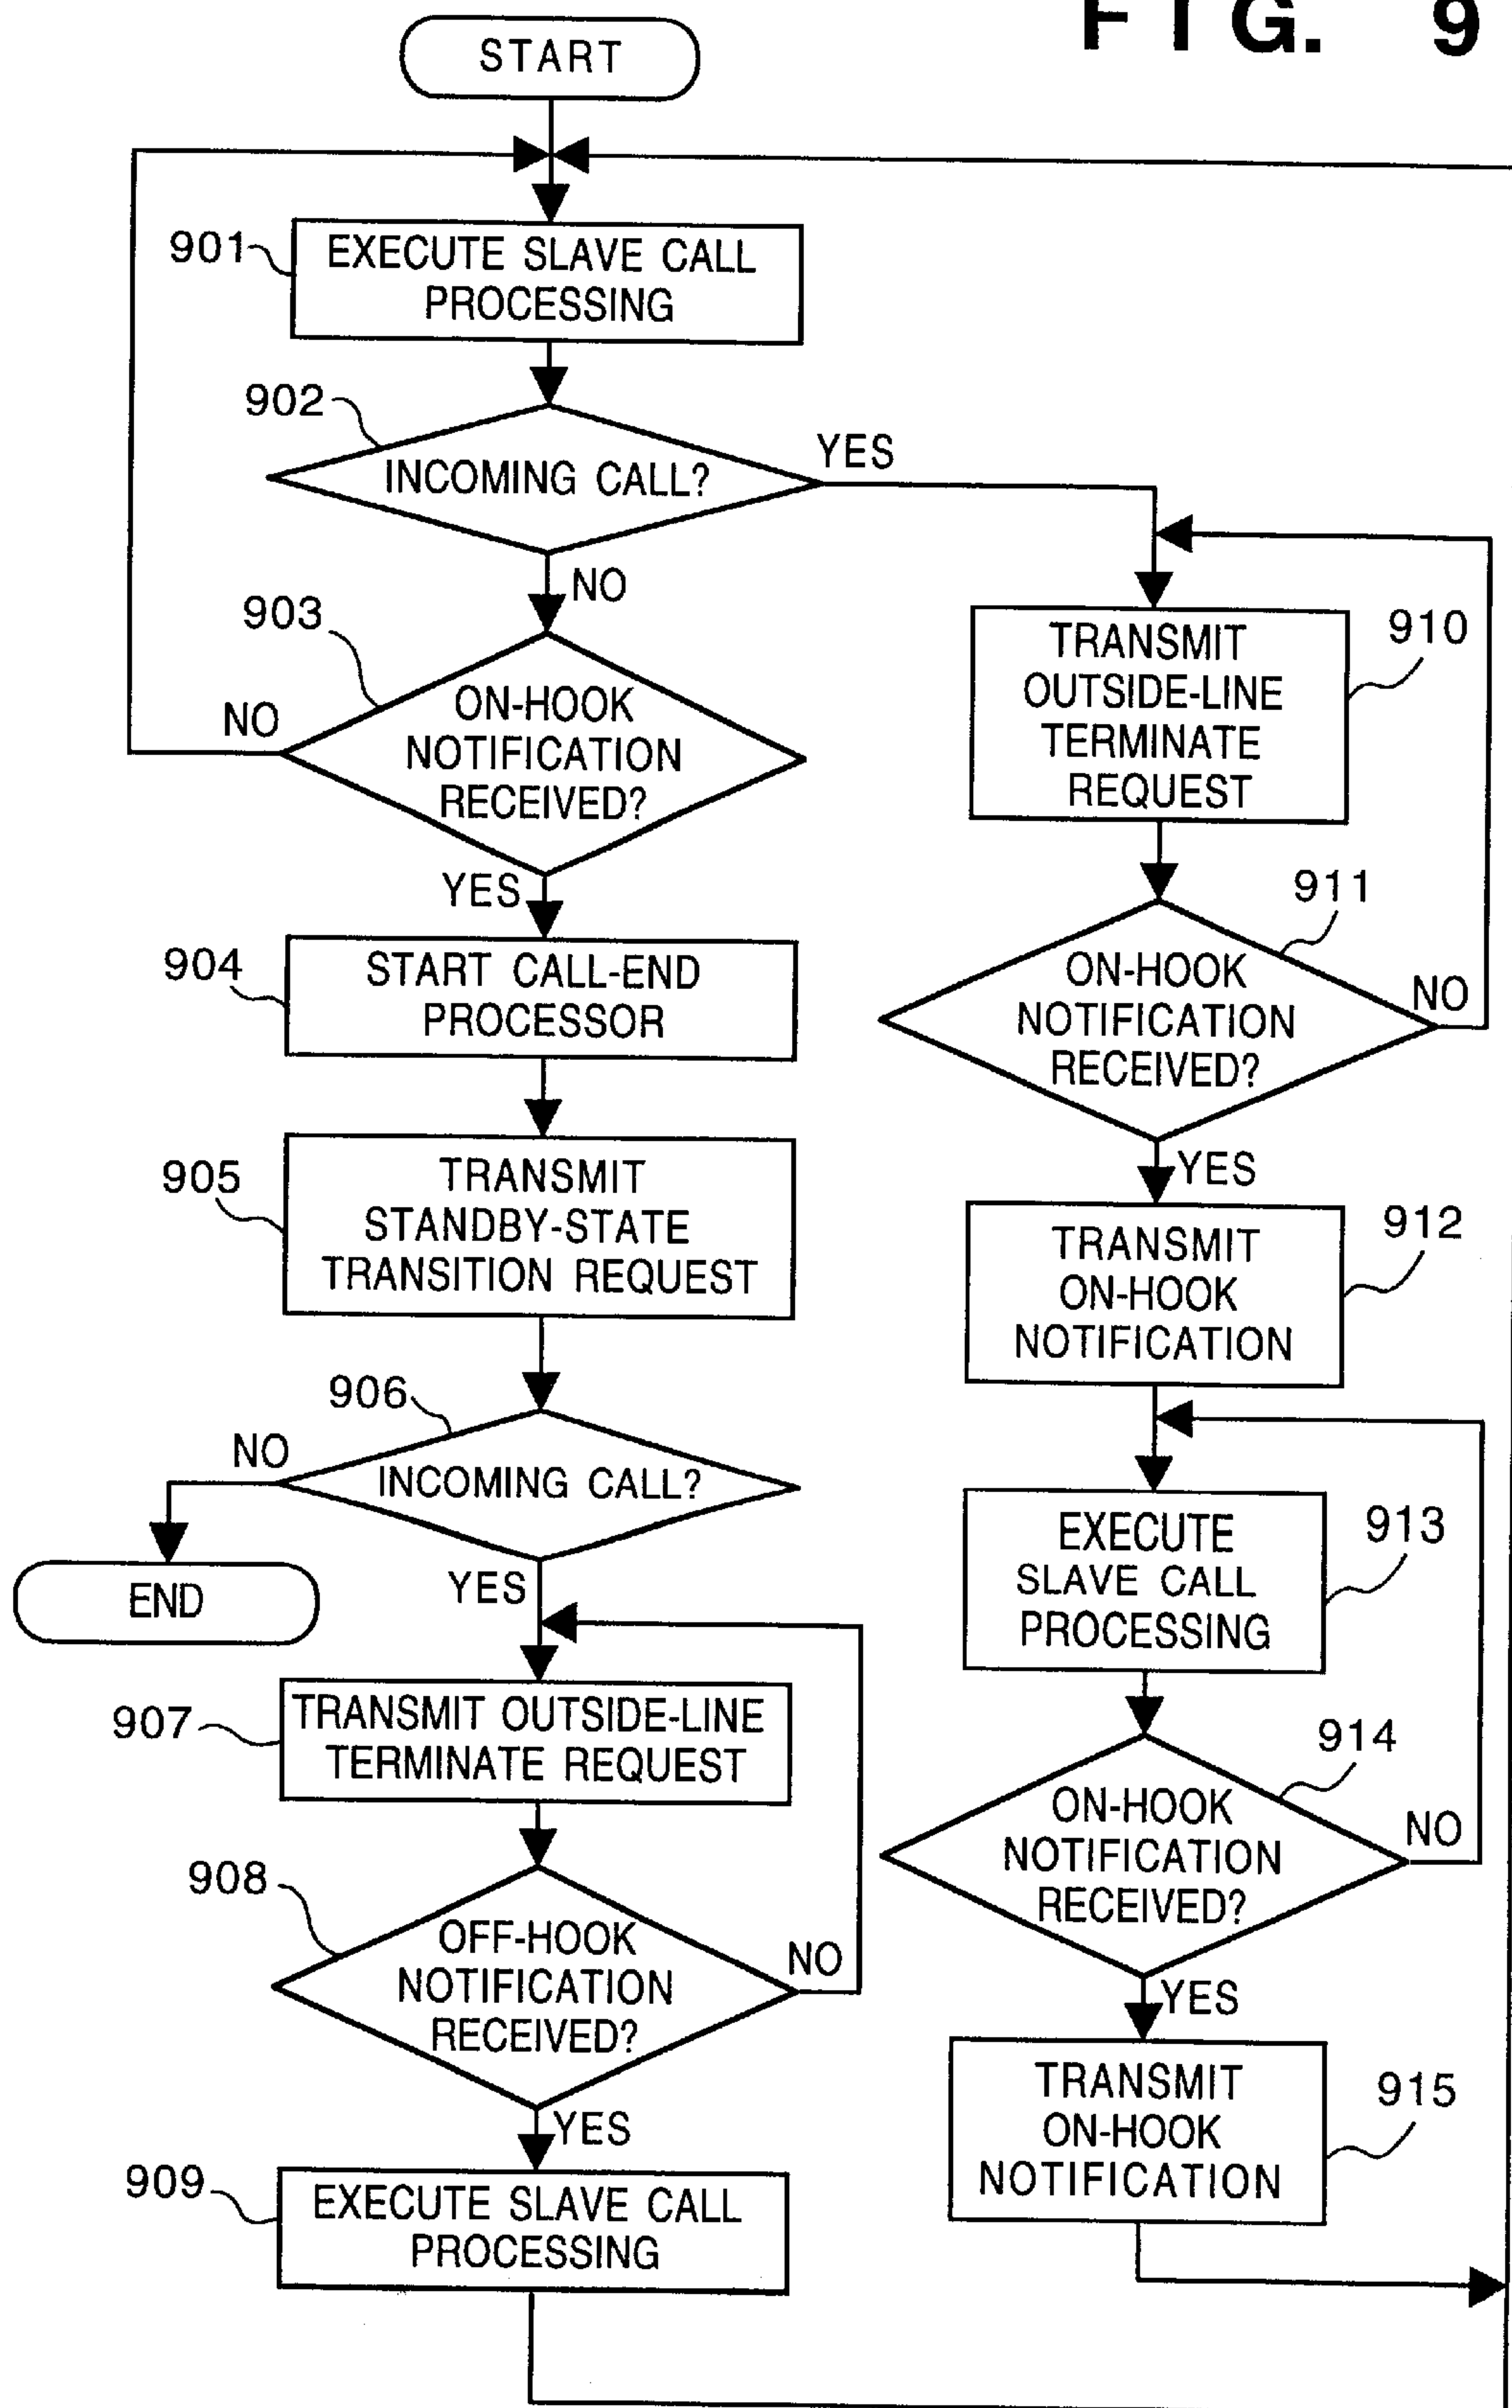 FIG. 9
START
901
EXECUTE SLAVE CALL
PROCESSING
902
INCOMING CALL?
YES
NO
903
ON-HOOK
NOTIFICATION
RECEIVED?
NO
YES
904
START CALL-END
PROCESSOR
905
TRANSMIT
STANDBY-STATE
TRANSITION REQUEST
906
INCOMING CALL?
NO
END
YES
907
TRANSMIT OUTSIDE-LINE
TERMINATE REQUEST
908
OFF-HOOK
NOTIFICATION
RECEIVED?
NO
YES
909
EXECUTE SLAVE CALL
PROCESSING
TRANSMIT
OUTSIDE-LINE
TERMINATE
REQUEST
910
911
ON-HOOK
NOTIFICATION
RECEIVED?
NO
YES
TRANSMIT
ON-HOOK
NOTIFICATION
912
EXECUTE
SLAVE CALL
PROCESSING
913
914
ON-HOOK
NOTIFICATION
RECEIVED?
NO
YES
TRANSMIT
ON-HOOK
NOTIFICATION
915